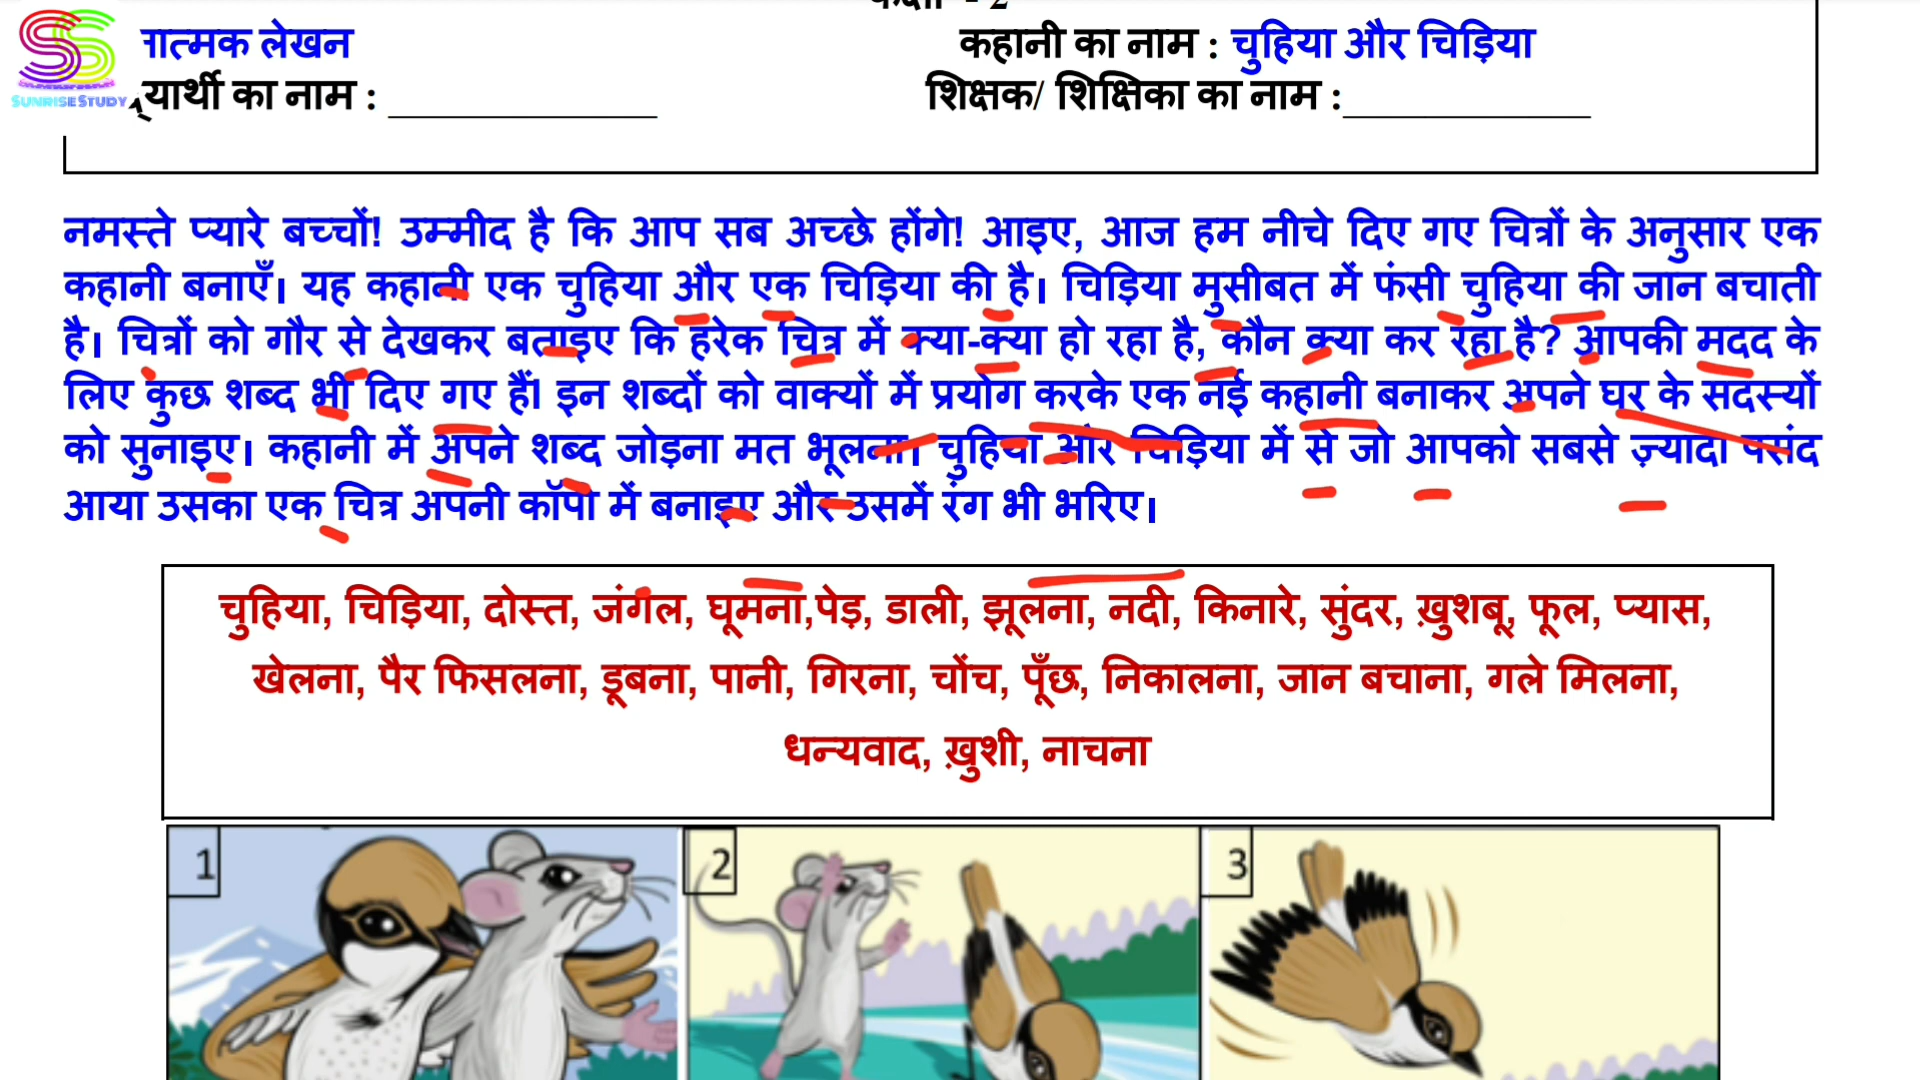 - 2
ात्मक लेखन
कहानी का नाम : चुहिया और चिड़िया
यार्थी का नाम : ____________
शिक्षक/ शिक्षिका का नाम :___________
SUNRISESTUDY
नमस्ते प्यारे बच्चों! उम्मीद है कि आप सब अच्छे होंगे! आइए, आज हम नीचे दिए गए चित्रों के अनुसार एक
कहानी बनाएँ। यह कहानी एक चुहिया और एक चिड़िया की है। चिड़िया मुसीबत में फंसी चुहिया की जान बचाती
है। चित्रों को गौर से देखकर बताइए कि हरेक चित्र में क्या-क्या हो रहा है, कौन क्या कर रहा है? आपकी मदद के
लिए कुछ शब्द भी दिए गए हैं। इन शब्दों को वाक्यों में प्रयोग करके एक नई कहानी बनाकर अपने घर के सदस्यों
को सुनाइए। कहानी में अपने शब्द जोड़ना मत भूलना। चुहिया और चिड़िया में से जो आपको सबसे ज़्यादा पसंद
आया उसका एक चित्र अपनी कॉपी में बनाइए और उसमें रंग भी भरिए।
चुहिया, चिड़िया, दोस्त, जंगल, घूमना,पेड़, डाली, झूलना, नदी, किनारे, सुंदर, ख़ुशबू, फूल, प्यास,
खेलना, पैर फिसलना, डूबना, पानी, गिरना, चोंच, पूँछ, निकालना, जान बचाना, गले मिलना,
धन्यवाद, ख़ुशी, नाचना
1
2
3